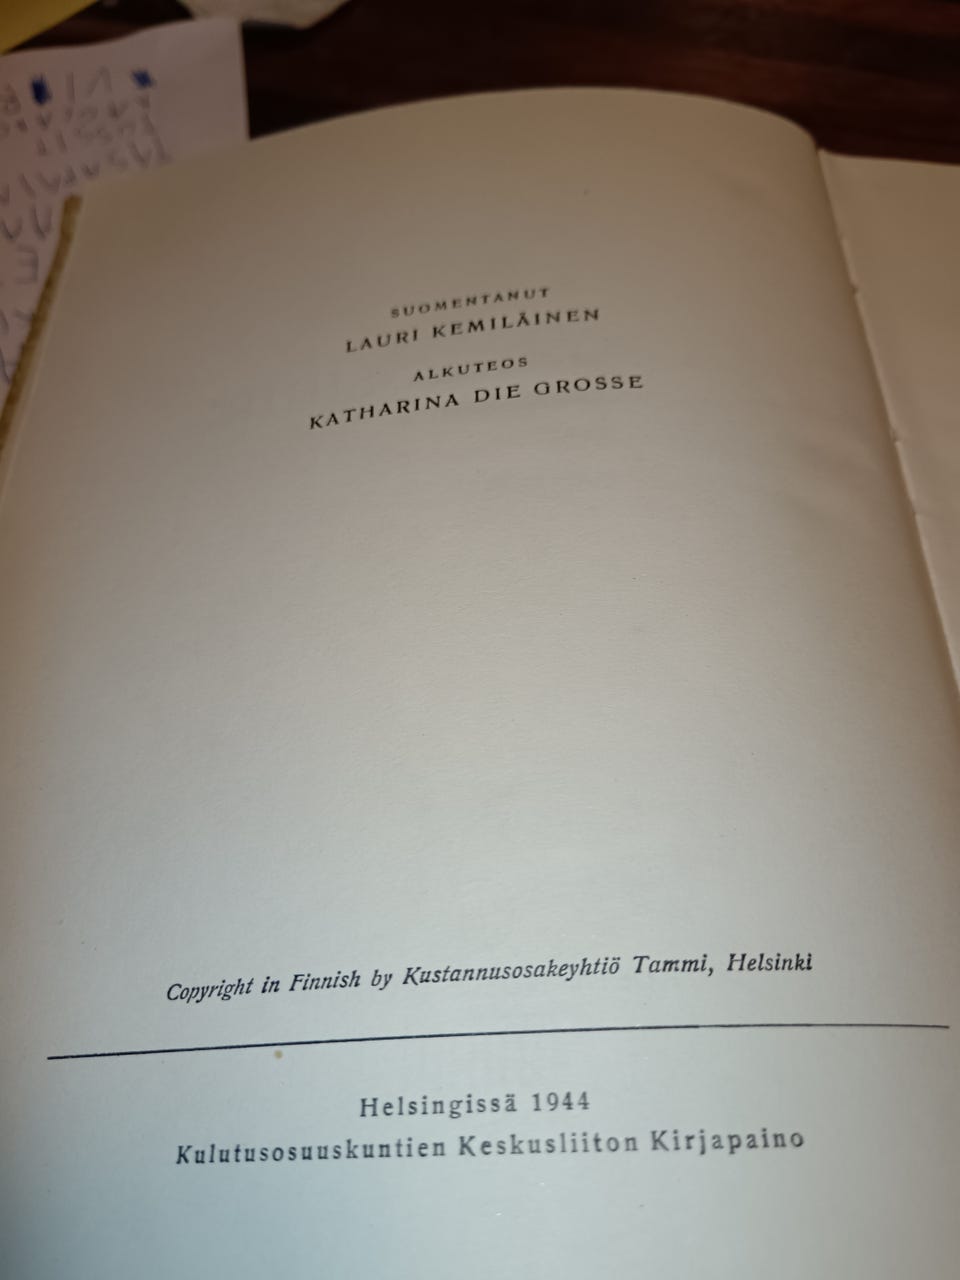 SUOMENTANUT
LAURI KEMILÄINEN
ALKUTEOS
KATHARINA DIE GROSSE
Copyright in Finnish by Kustannusosakeyhtiö Tammi, Helsinki
Helsingissä 1944
Kulutusosuuskuntien Keskusliiton Kirjapaino